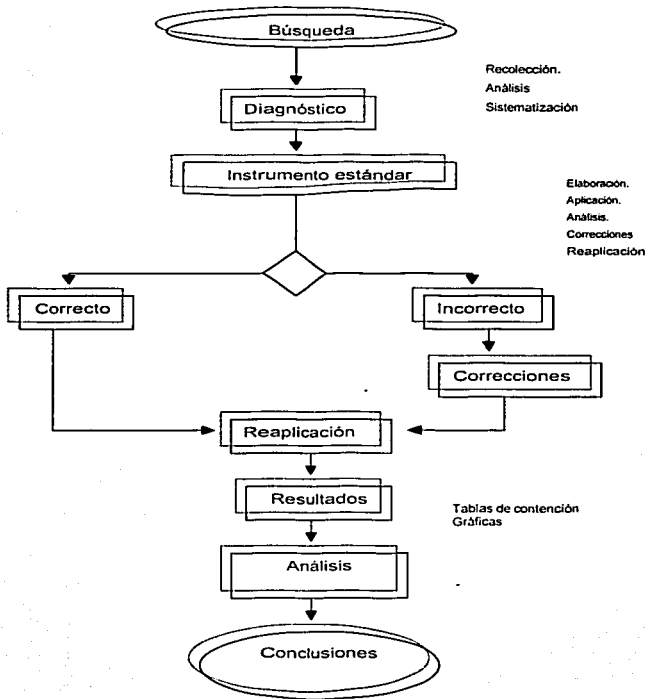 Búsqueda
Recolección.
Análisis
Sistematización
Diagnóstico
Instrumento estándar
Elaboración.
Aplicación.
Análisis.
Correcciones
Reaplicación
Correcto
Incorrecto
Correcciones
Reaplicación
Resultados
Tablas de contención
Gráficas
Análisis
Conclusiones